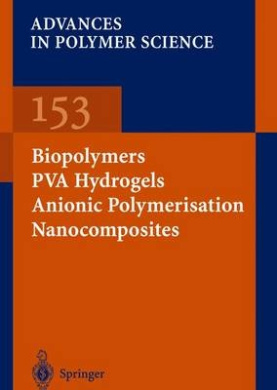 ADVANCES
IN POLYMER SCIENCE
153
Biopolymers
PVA Hydrogels
Anionic Polymerisation
Nanocomposites
Springer